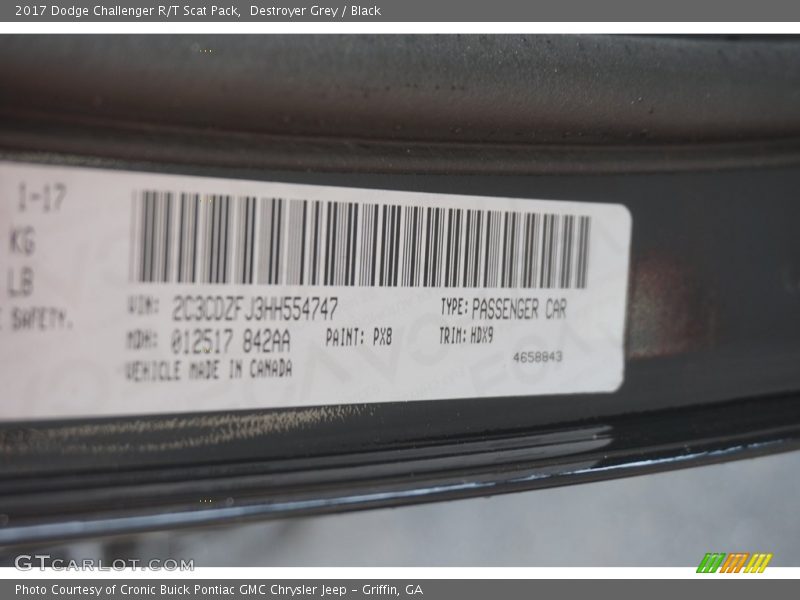 2017 Dodge Challenger R/T Scat Pack,  Destroyer Grey / Black
1-17
KG
LB
E SAFETY.
VIN: 2C3CDZFJ3HH554747 TYPE: PASSENGER CAR
MDH: 012517 842AA PAINT: PX8 TRIM: HDX9
VEHICLE MADE IN CANADA 4658843
GTCARLOT.COM
Photo Courtesy of Cronic Buick Pontiac GMC Chrysler Jeep – Griffin, GA